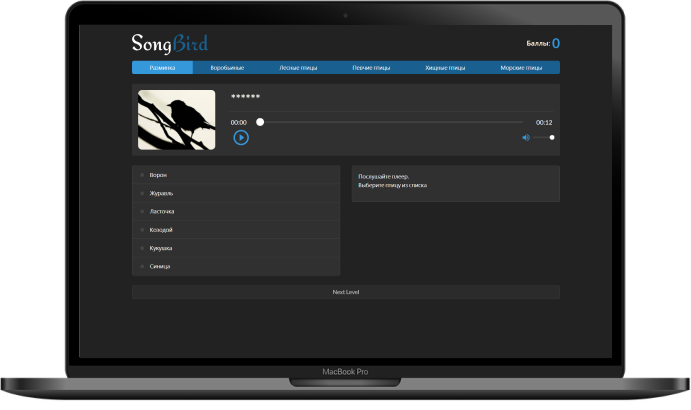 SongBird
Баллы: 0
Разминка Воробьиные Лесные птицы Певчие птицы Хищные птицы Морские птицы
******
00:00 00:12
Ворон
Журавль
Ласточка
Козодой
Кукушка
Синица
Послушайте плеер.
Выберите птицу из списка
Next Level
MacBook Pro